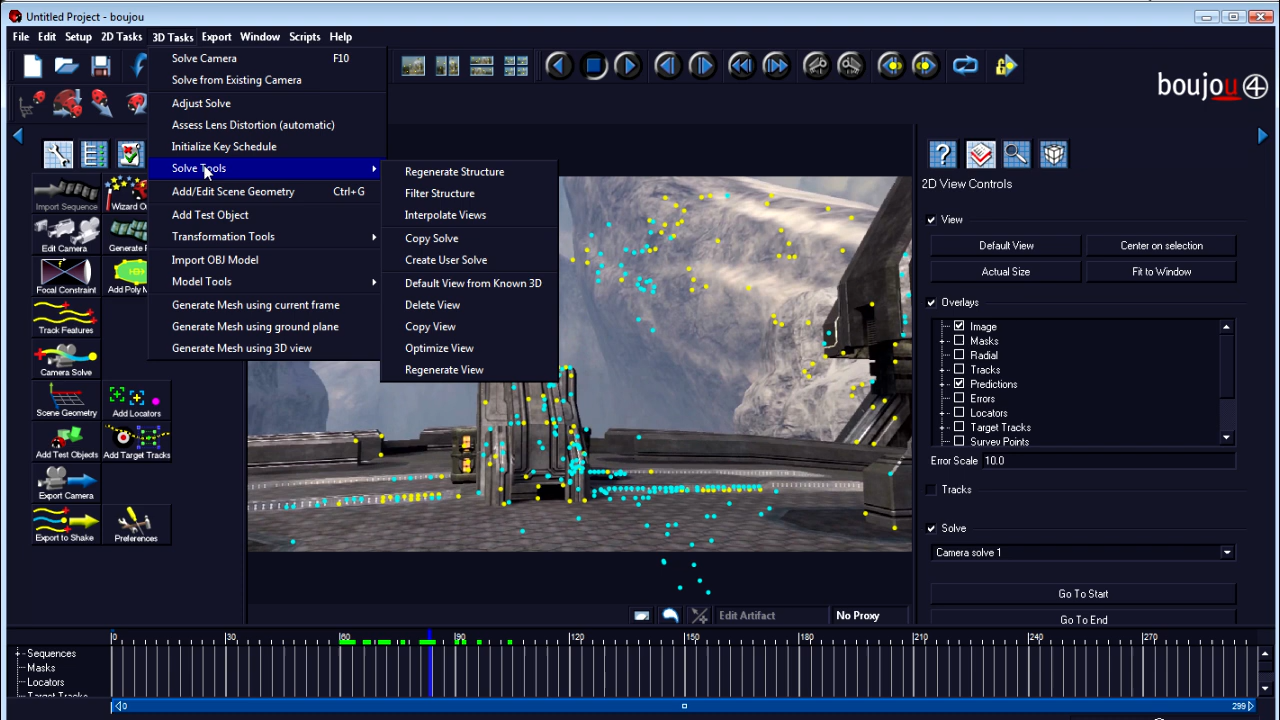 Untitled Project - boujou
File Edit Setup 2D Tasks 3D Tasks Export Window Scripts Help
boujou 4
Solve Camera F10
Solve from Existing Camera
Adjust Solve
Assess Lens Distortion (automatic)
Initialize Key Schedule
Solve Tools
Add/Edit Scene Geometry Ctrl+G
Add Test Object
Transformation Tools
Import OBJ Model
Model Tools
Generate Mesh using current frame
Generate Mesh using ground plane
Generate Mesh using 3D view
Regenerate Structure
Filter Structure
Interpolate Views
Copy Solve
Create User Solve
Default View from Known 3D
Delete View
Copy View
Optimize View
Regenerate View
Import Sequence
Wizard O
Edit Camera
Generate P
Focal Constraint
Add Poly M
Track Features
Camera Solve
Scene Geometry
Add Locators
Add Test Objects
Add Target Tracks
Export Camera
Export to Shake
Preferences
2D View Controls
View
Default View
Center on selection
Actual Size
Fit to Window
Overlays
Image
Masks
Radial
Tracks
Predictions
Errors
Locators
Target Tracks
Survey Points
Error Scale 10.0
Tracks
Solve
Camera solve 1
Go To Start
Go To End
Edit Artifact
No Proxy
0 30 60 90 120 150 180 210 240 270
Sequences
Masks
Locators
Target Tracks
0 299